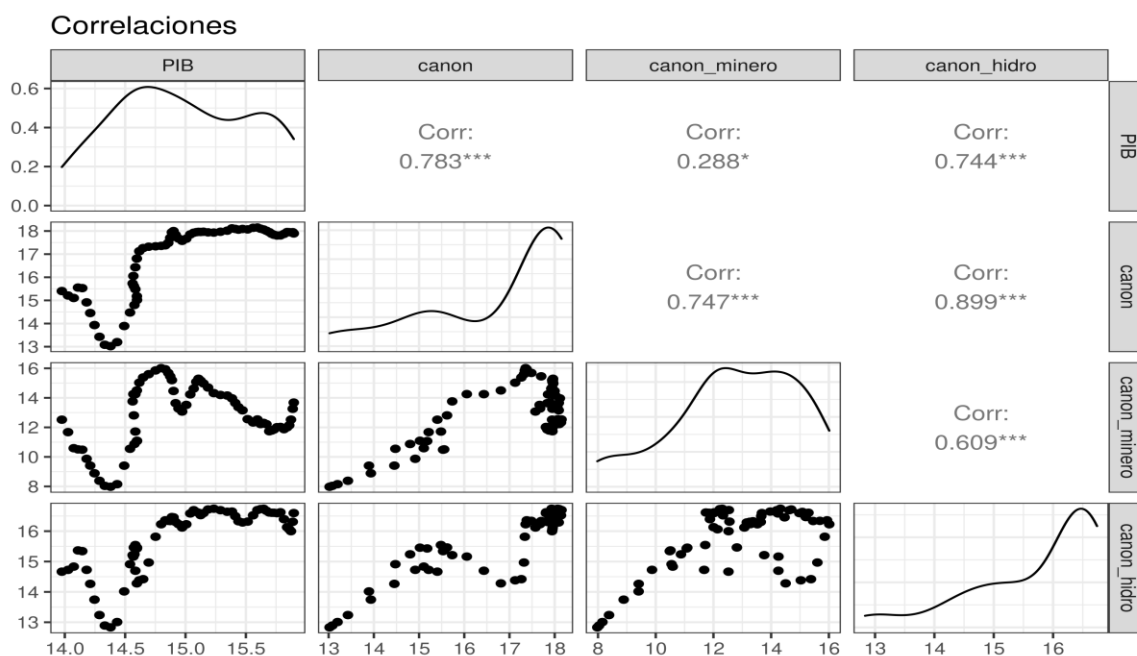 Correlaciones
PIB canon canon_minero canon_hidro
0.6
0.4
0.2
0.0
Corr:
0.783***
Corr:
0.288*
Corr:
0.744***
PIB
18
17
16
15
14
13
Corr:
0.747***
Corr:
0.899***
canon
16
14
12
10
8
Corr:
0.609***
canon_minero
16
15
14
13
canon_hidro
14.0 14.5 15.0 15.5 13 14 15 16 17 18 8 10 12 14 16 13 14 15 16